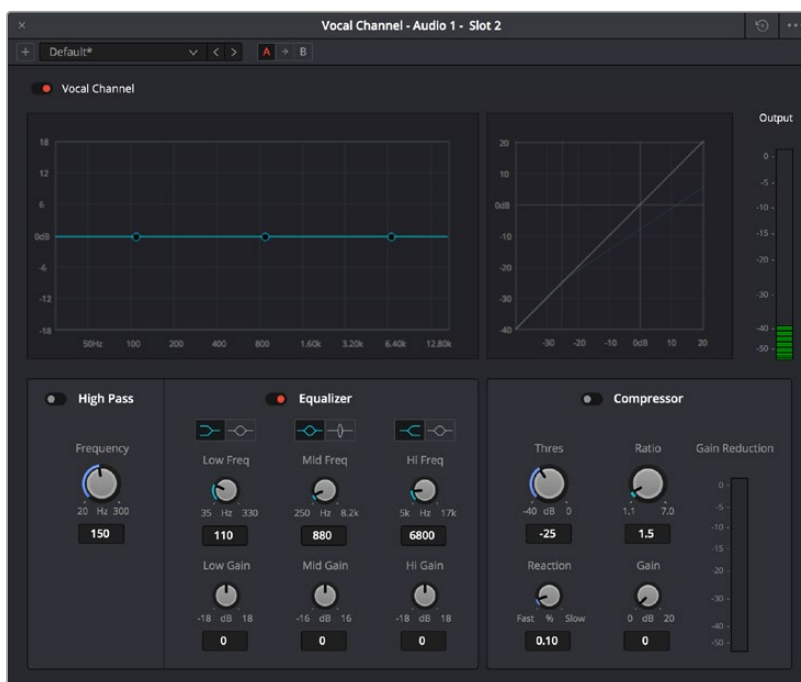 Vocal Channel - Audio 1 - Slot 2
Default*
A
B
Vocal Channel
18
12
6
0dB
-6
-12
-18
50Hz 100 200 400 800 1.60k 3.20k 6.40k 12.80k
20
10
0dB
-10
-20
-30
-40
-30 -20 -10 0dB 10 20
Output
0
-5
-10
-15
-20
-30
-40
-50
High Pass
Frequency
20 Hz 300
150
Equalizer
Low Freq Mid Freq Hi Freq
35 Hz 330 250 Hz 8.2k 5k Hz 17k
110 880 6800
Low Gain Mid Gain Hi Gain
-18 dB 18 -16 dB 16 -18 dB 18
0 0 0
Compressor
Thres Ratio
-40 dB 0 1.1 7.0
-25 1.5
Reaction Gain
Fast % Slow 0 dB 20
0.10 0
Gain Reduction
0
-5
-10
-15
-20
-30
-40
-50